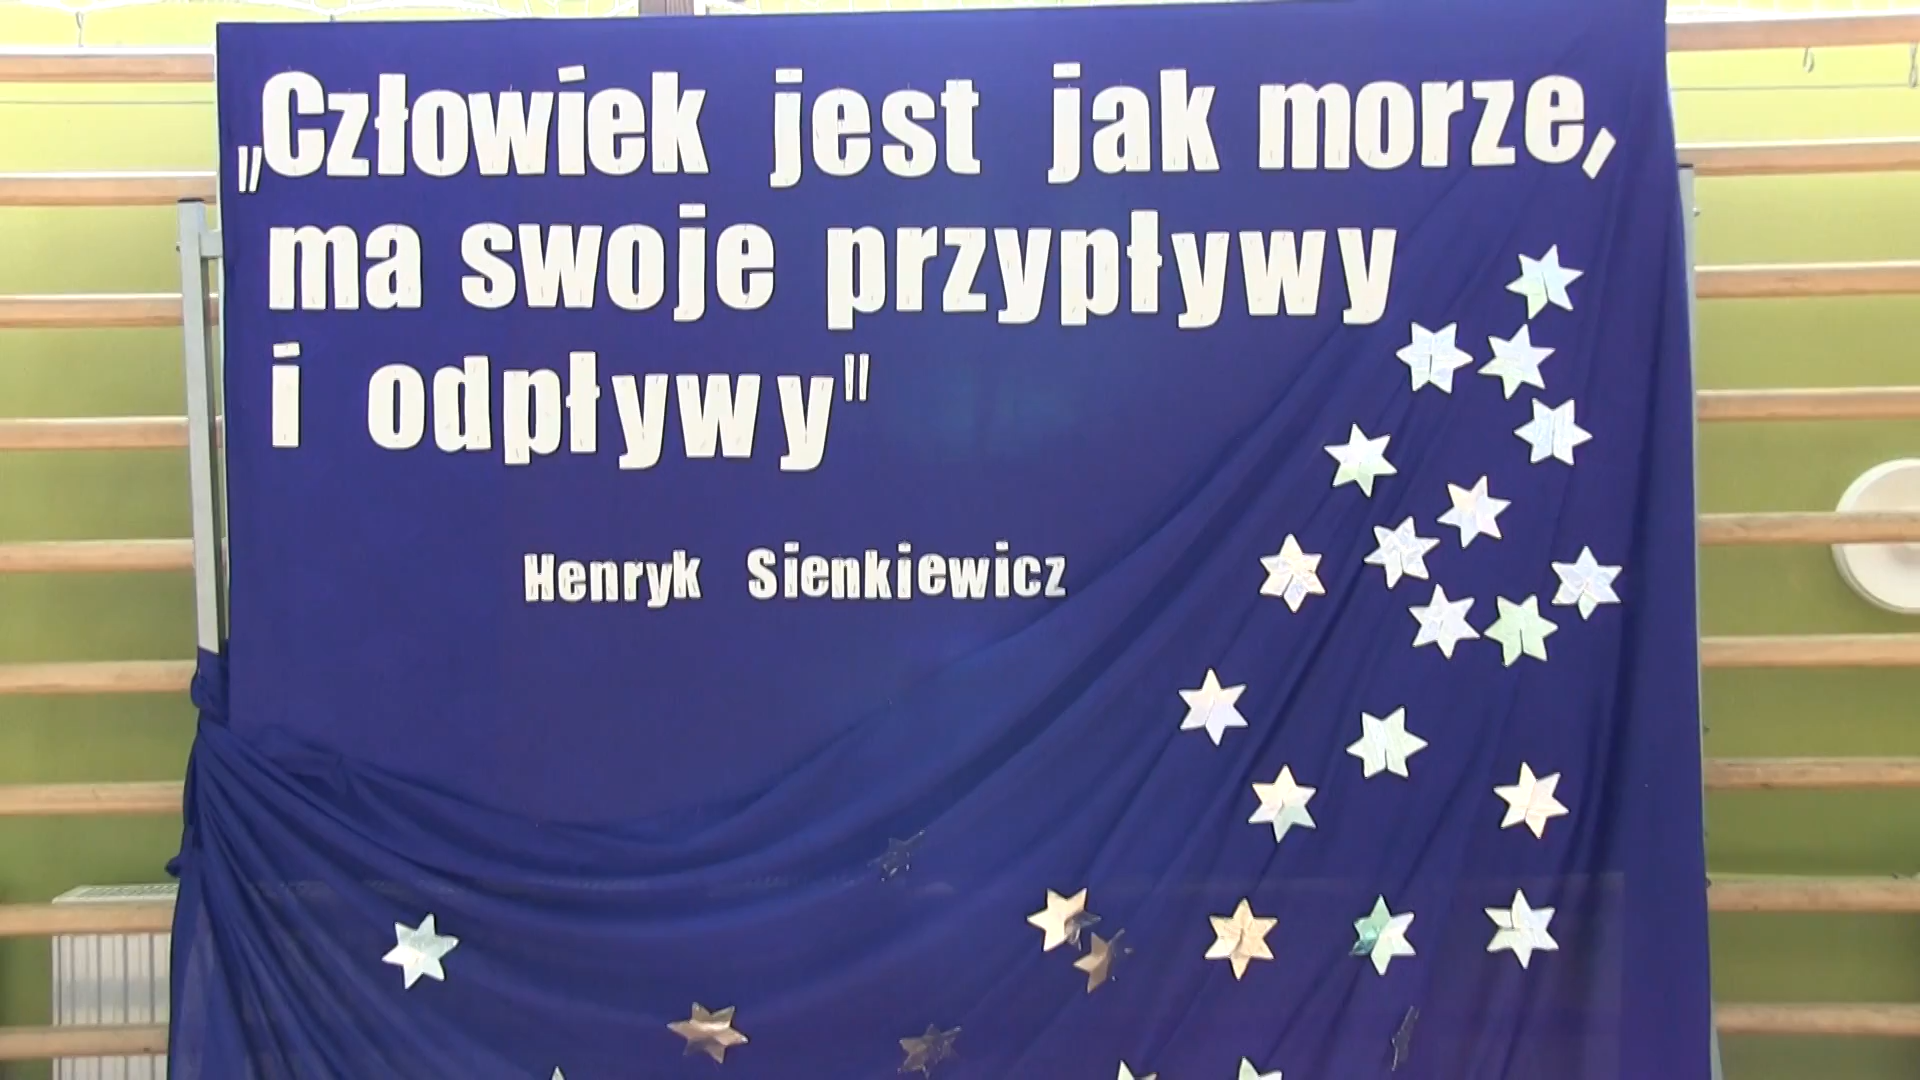 „Człowiek jest jak morze,
ma swoje przypływy
i odpływy"
Henryk Sienkiewicz